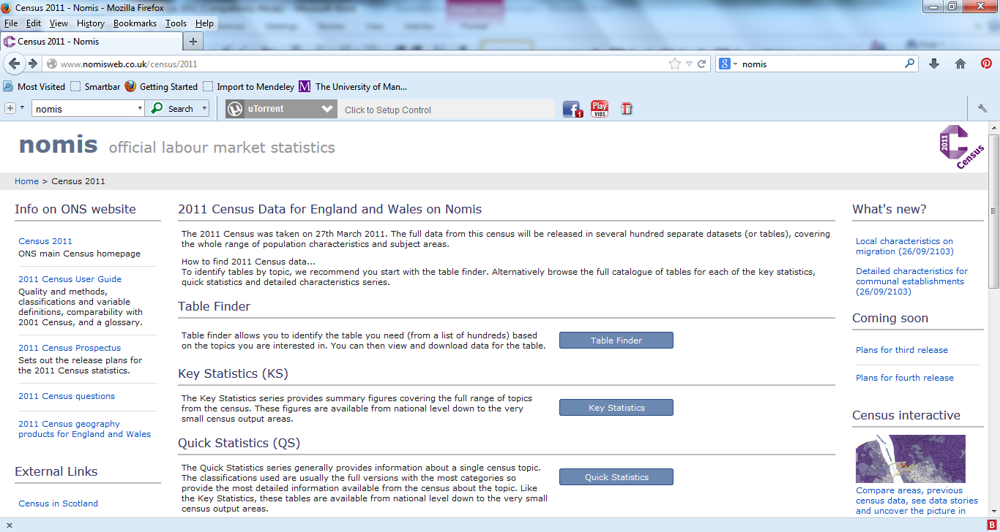 Census 2011 - Nomis - Mozilla Firefox
File Edit View History Bookmarks Tools Help
Census 2011 - Nomis
www.nomisweb.co.uk/census/2011
8 nomis
Most Visited Smartbar Getting Started Import to Mendeley M The University of Man...
nomis Search uTorrent Click to Setup Control 1 Play VIDS
nomis official labour market statistics
2011 Census
Home > Census 2011
Info on ONS website
Census 2011
ONS main Census homepage
2011 Census User Guide
Quality and methods,
classifications and variable
definitions, comparability with
2001 Census, and a glossary.
2011 Census Prospectus
Sets out the release plans for
the 2011 Census statistics.
2011 Census questions
2011 Census geography
products for England and Wales
External Links
Census in Scotland
2011 Census Data for England and Wales on Nomis
The 2011 Census was taken on 27th March 2011. The full data from this census will be released in several hundred separate datasets (or tables), covering
the whole range of population characteristics and subject areas.
How to find 2011 Census data...
To identify tables by topic, we recommend you start with the table finder. Alternatively browse the full catalogue of tables for each of the key statistics,
quick statistics and detailed characteristics series.
Table Finder
Table finder allows you to identify the table you need (from a list of hundreds) based
on the topics you are interested in. You can then view and download data for the table.
Table Finder
Key Statistics (KS)
The Key Statistics series provides summary figures covering the full range of topics
from the census. These figures are available from national level down to the very
small census output areas.
Key Statistics
Quick Statistics (QS)
The Quick Statistics series generally provides information about a single census topic.
The classifications used are usually the full versions with the most categories so
provide the most detailed information available from the census about the topic. Like
the Key Statistics, these tables are available from national level down to the very small
census output areas.
Quick Statistics
What's new?
Local characteristics on
migration (26/09/2103)
Detailed characteristics for
communal establishments
(26/09/2103)
Coming soon
Plans for third release
Plans for fourth release
Census interactive
Compare areas, previous
census data, see data stories
and uncover the picture in
B